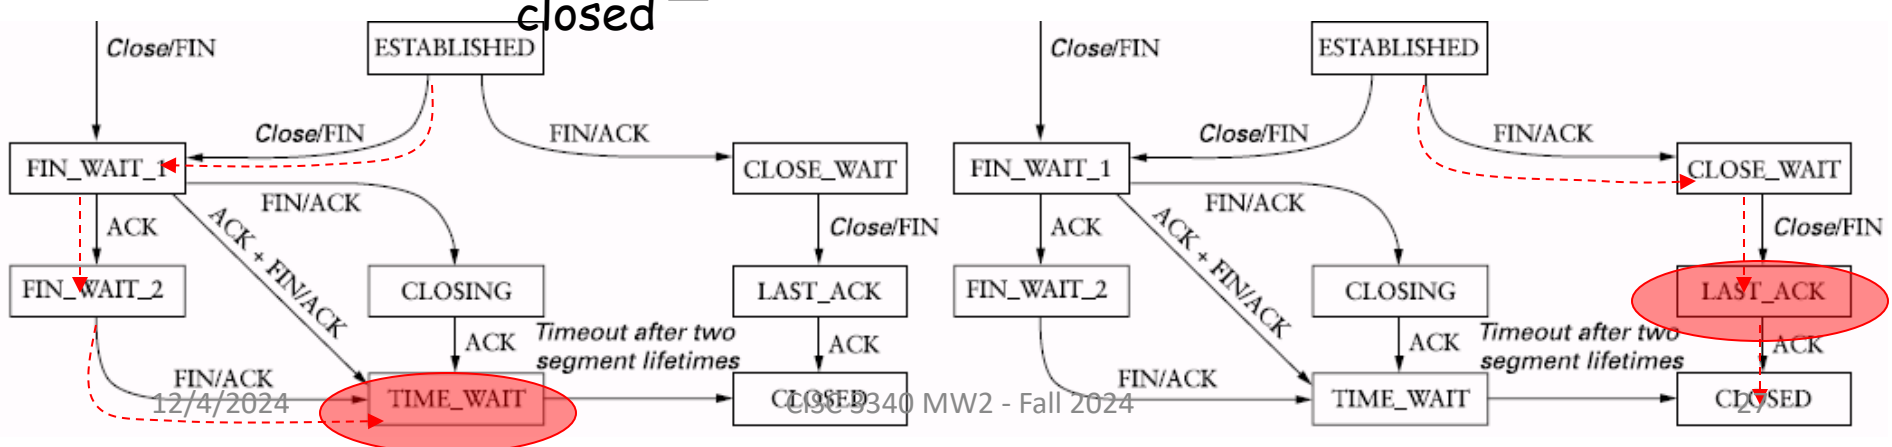 closed
Close/FIN
ESTABLISHED
Close/FIN
FIN/ACK
FIN_WAIT_1
CLOSE_WAIT
FIN/ACK
ACK
ACK + FIN/ACK
Close/FIN
FIN_WAIT_2
CLOSING
LAST_ACK
ACK
Timeout after two
segment lifetimes
ACK
FIN/ACK
TIME_WAIT
CLOSED
Close/FIN
ESTABLISHED
Close/FIN
FIN/ACK
FIN_WAIT_1
CLOSE_WAIT
FIN/ACK
ACK
ACK + FIN/ACK
Close/FIN
FIN_WAIT_2
CLOSING
LAST_ACK
ACK
Timeout after two
segment lifetimes
ACK
FIN/ACK
TIME_WAIT
CLOSED
12/4/2024
3340 MW2 - Fall 2024
27